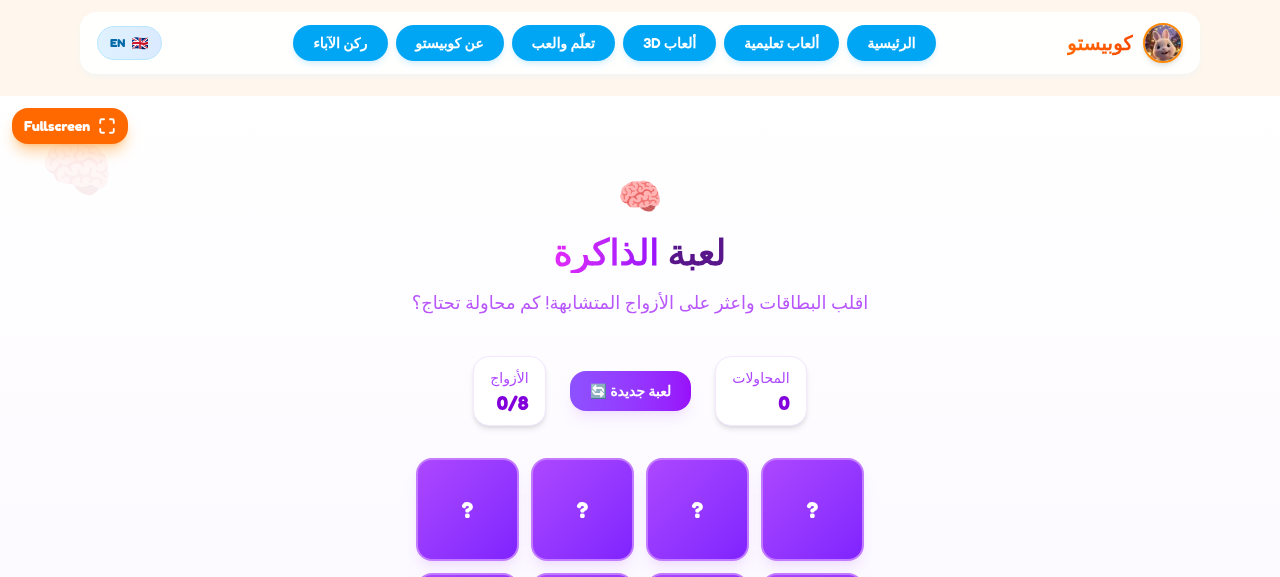 كوبيستو
الرئيسية
ألعاب تعليمية
ألعاب 3D
تعلّم والعب
عن كوبيستو
ركن الآباء
EN
Fullscreen
لعبة الذاكرة
اقلب البطاقات واعثر على الأزواج المتشابهة! كم محاولة تحتاج؟
المحاولات
0
لعبة جديدة
الأزواج
0/8
? ? ? ?